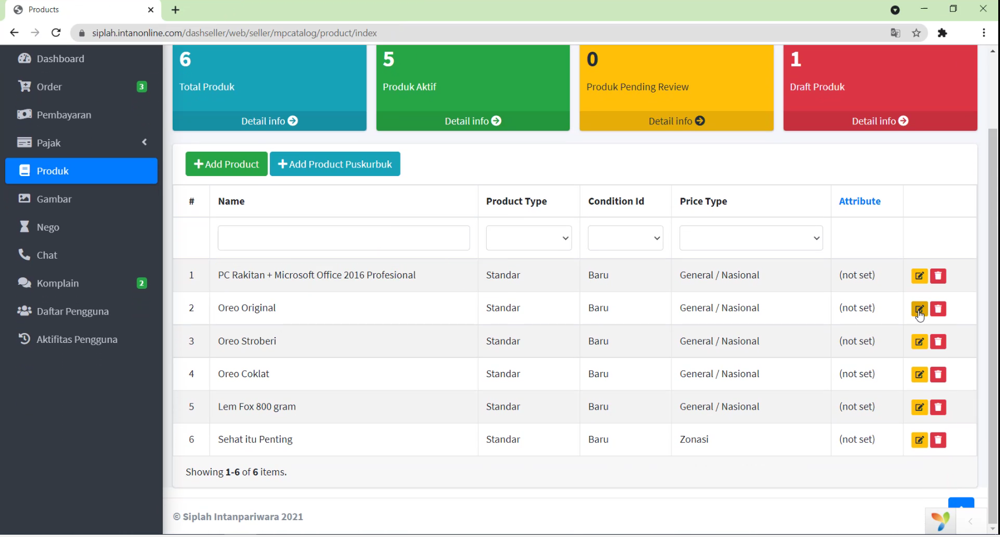 Products
siplah.intanonline.com/dashseller/web/seller/mpcatalog/product/index
Dashboard
Order 3
Pembayaran
Pajak
Produk
Gambar
Nego
Chat
Komplain 2
Daftar Pengguna
Aktifitas Pengguna
6 5 0 1
Total Produk Produk Aktif Produk Pending Review Draft Produk
Detail info Detail info Detail info Detail info
+ Add Product + Add Product Puskurbuk
# Name Product Type Condition Id Price Type Attribute
1 PC Rakitan + Microsoft Office 2016 Profesional Standar Baru General / Nasional (not set)
2 Oreo Original Standar Baru General / Nasional (not set)
3 Oreo Stroberi Standar Baru General / Nasional (not set)
4 Oreo Coklat Standar Baru General / Nasional (not set)
5 Lem Fox 800 gram Standar Baru General / Nasional (not set)
6 Sehat itu Penting Standar Baru Zonasi (not set)
Showing 1-6 of 6 items.
© Siplah Intanpariwara 2021